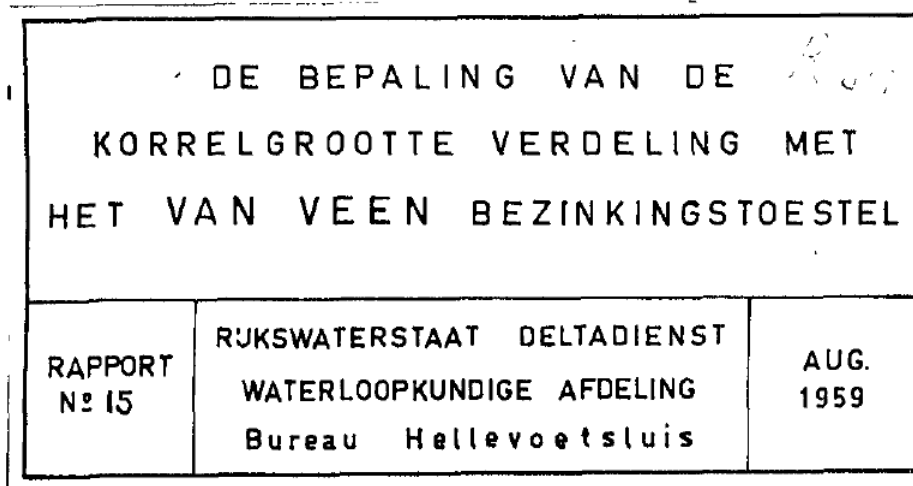 DE BEPALING VAN DE
KORRELGROOTTE VERDELING MET
HET VAN VEEN BEZINKINGSTOESTEL
RAPPORT
Nº 15
RIJKSWATERSTAAT DELTADIENST
WATERLOOPKUNDIGE AFDELING
Bureau Hellevoetsluis
AUG.
1959